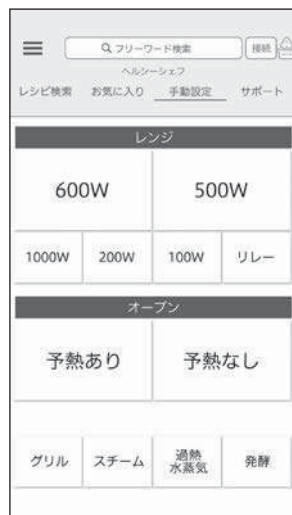 フリーワード検索
接続
ヘルシーシェフ
レシピ検索 お気に入り 手動設定 サポート
レンジ
600W 500W
1000W 200W 100W リレー
オーブン
予熱あり 予熱なし
グリル スチーム 過熱 発酵
水蒸気